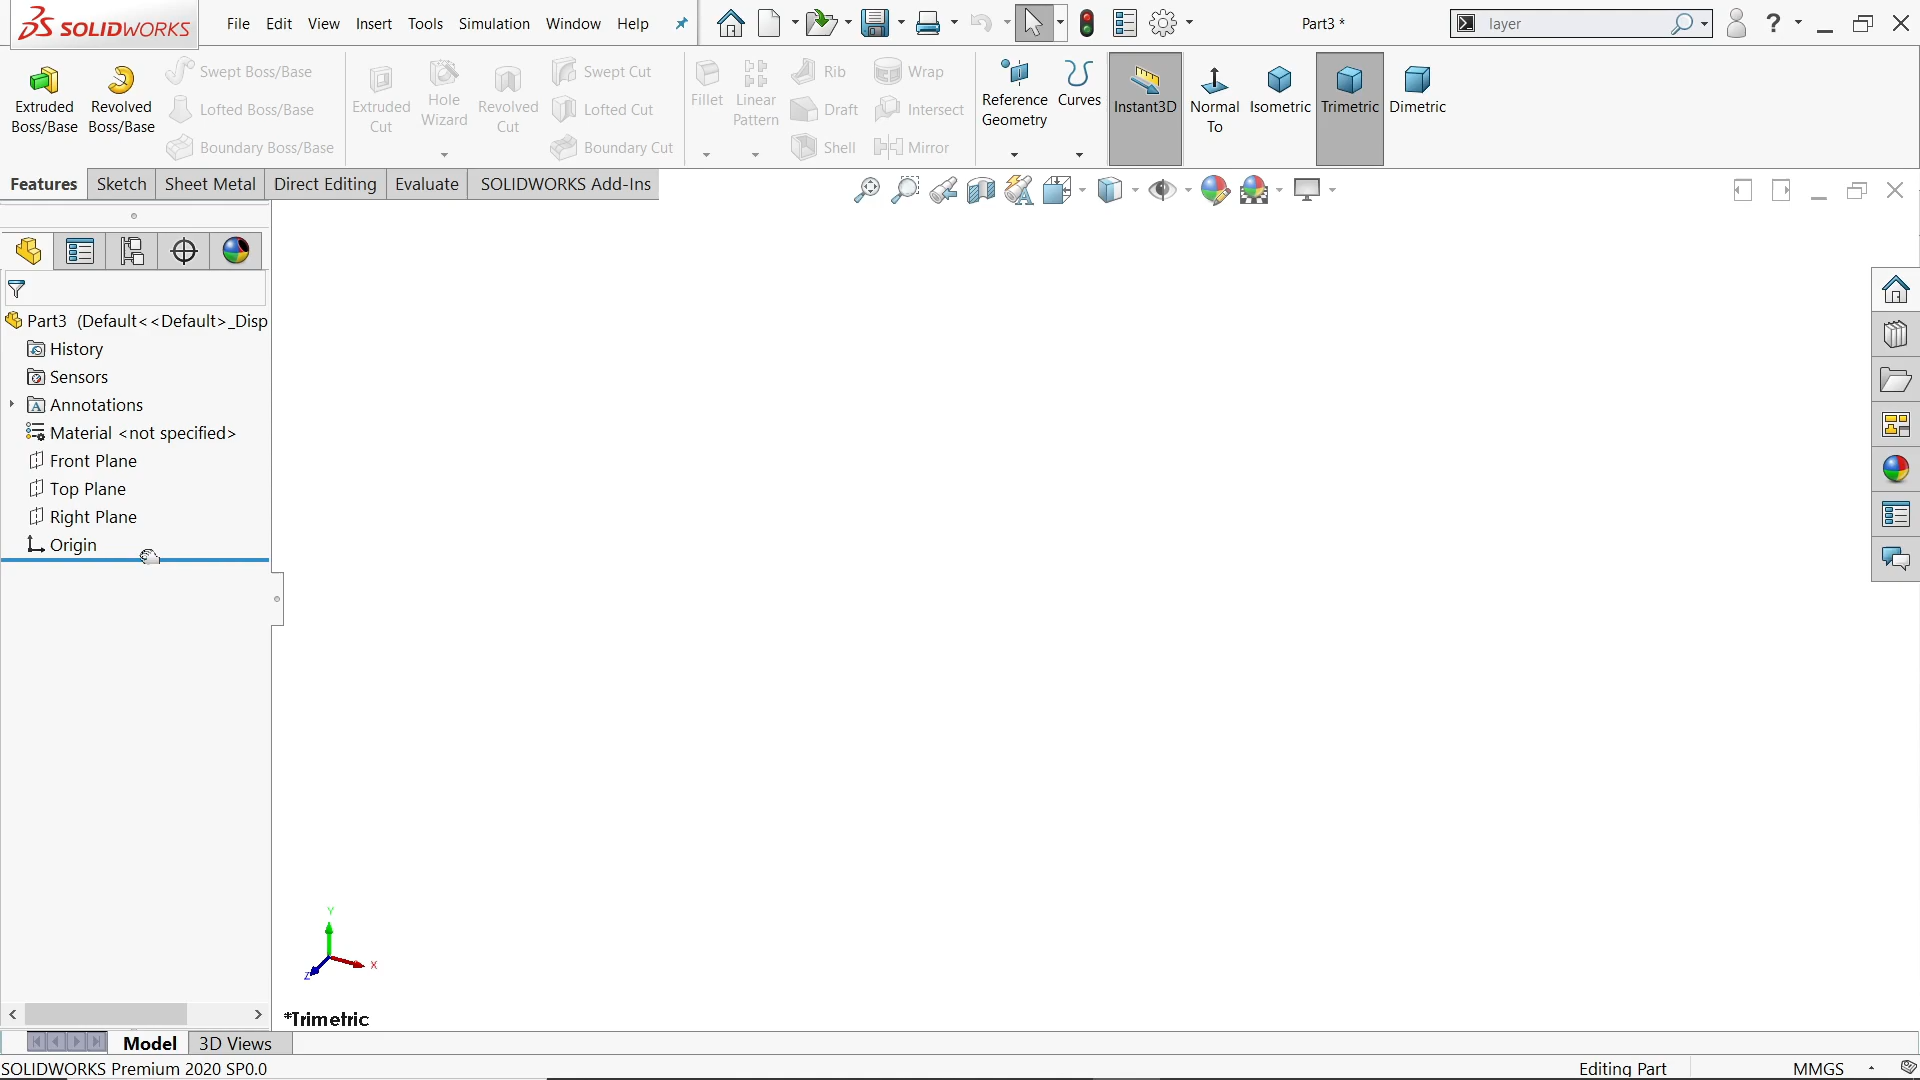 SOLIDWORKS File Edit View Insert Tools Simulation Window Help Part3 * layer ?
Extruded Boss/Base
Revolved Boss/Base
Swept Boss/Base
Lofted Boss/Base
Boundary Boss/Base
Extruded Cut
Hole Wizard
Revolved Cut
Swept Cut
Lofted Cut
Boundary Cut
Fillet
Linear Pattern
Rib
Draft
Shell
Wrap
Intersect
Mirror
Reference Geometry
Curves
Instant3D
Normal To
Isometric
Trimetric
Dimetric
Features Sketch Sheet Metal Direct Editing Evaluate SOLIDWORKS Add-Ins
Part3 (Default<<Default>_Disp
History
Sensors
Annotations
Material <not specified>
Front Plane
Top Plane
Right Plane
Origin
Y
X
Z
*Trimetric
Model 3D Views
SOLIDWORKS Premium 2020 SP0.0 Editing Part MMGS